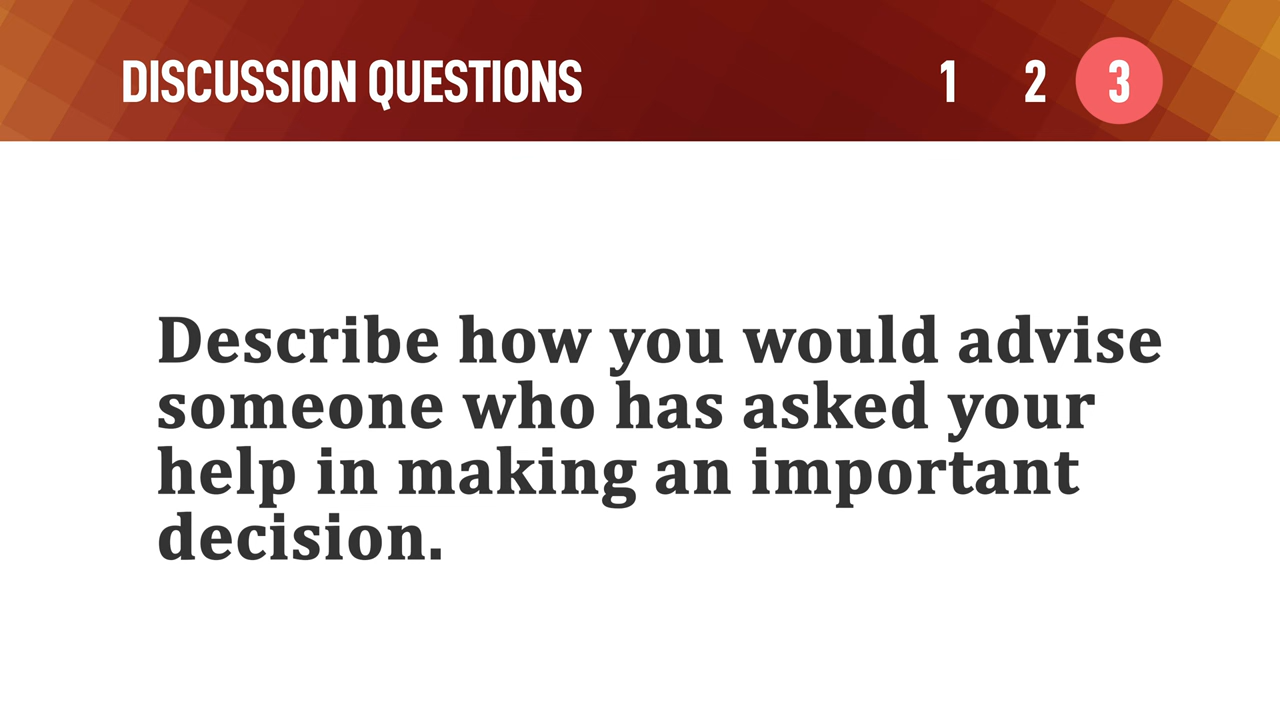 DISCUSSION QUESTIONS 1 2 3
Describe how you would advise
someone who has asked your
help in making an important
decision.